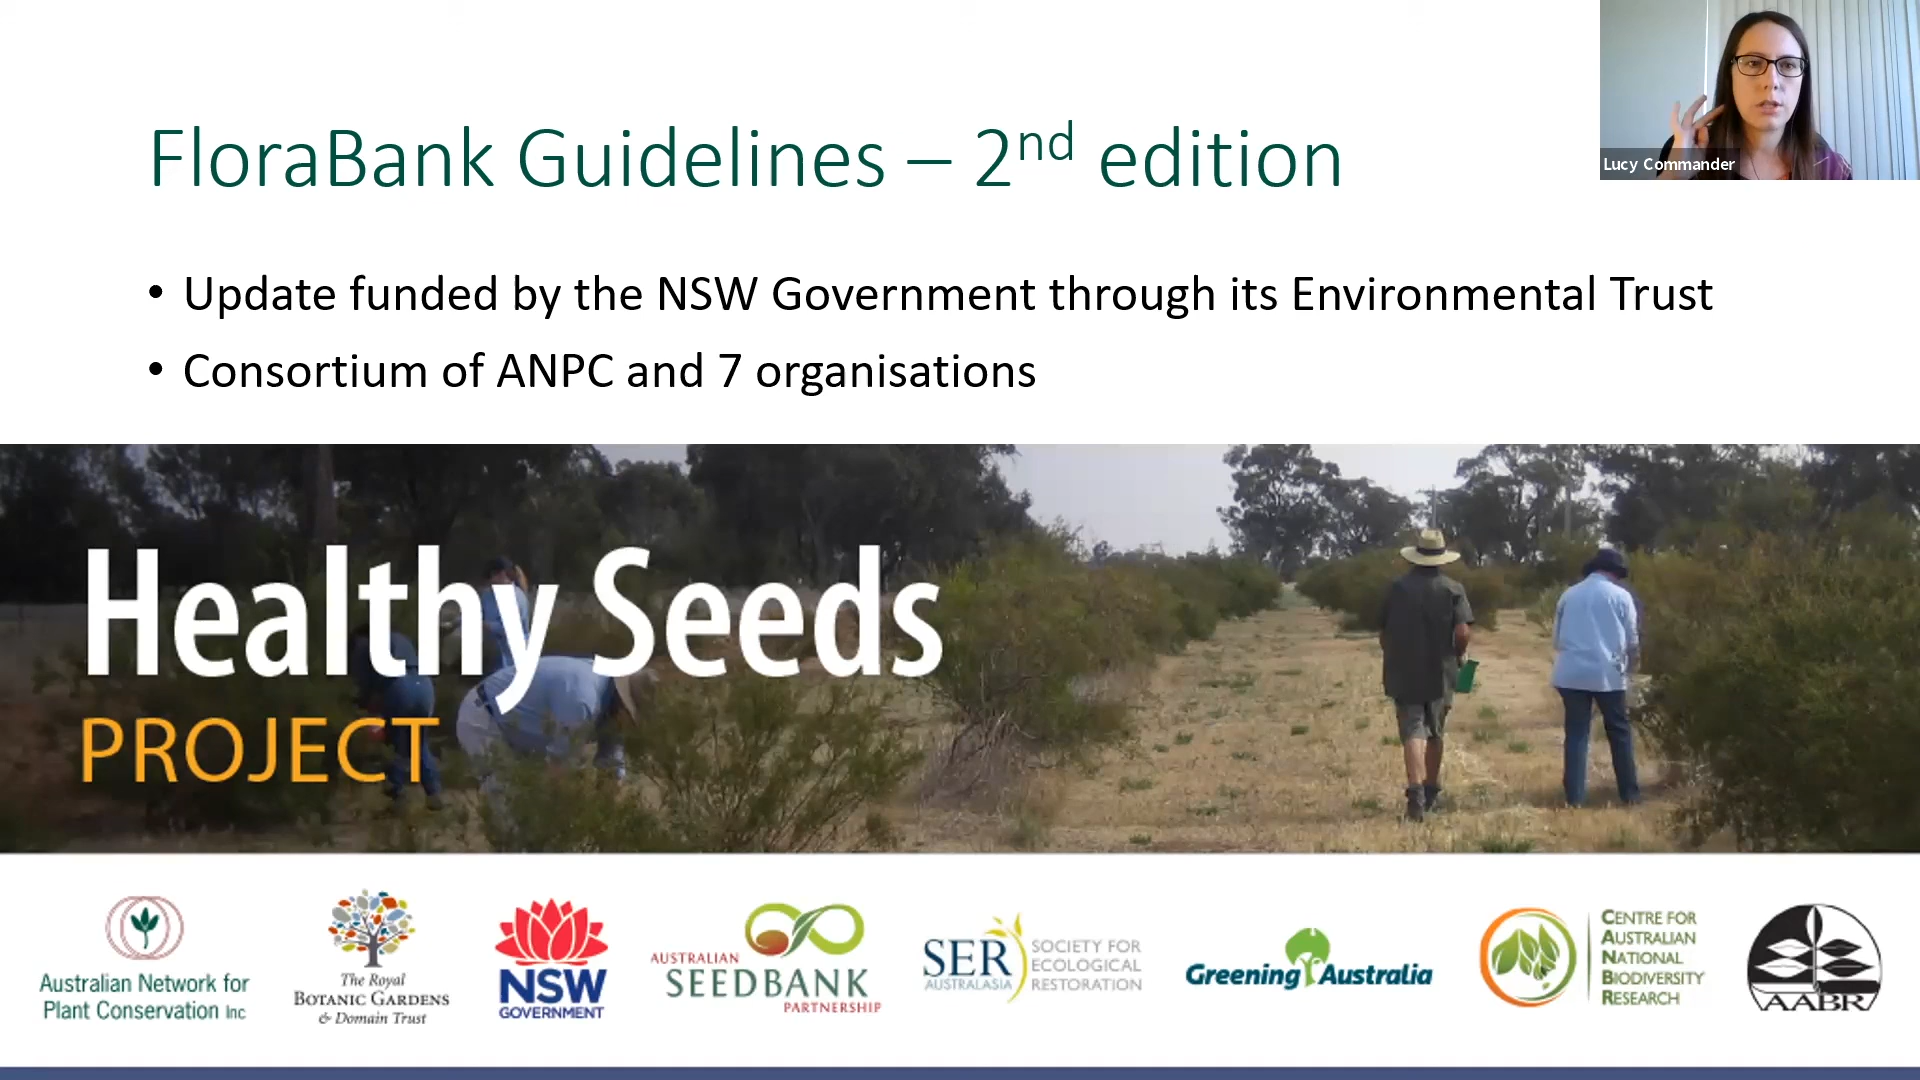 FloraBank Guidelines – 2nd edition
Lucy Commander
• Update funded by the NSW Government through its Environmental Trust
• Consortium of ANPC and 7 organisations
Healthy Seeds
PROJECT
Australian Network for
Plant Conservation Inc
The Royal
BOTANIC GARDENS
& Domain Trust
NSW
GOVERNMENT
AUSTRALIAN
SEEDBANK
PARTNERSHIP
SER
AUSTRALASIA
SOCIETY FOR
ECOLOGICAL
RESTORATION
Greening Australia
CENTRE FOR
AUSTRALIAN
NATIONAL
BIODIVERSITY
RESEARCH
AABR